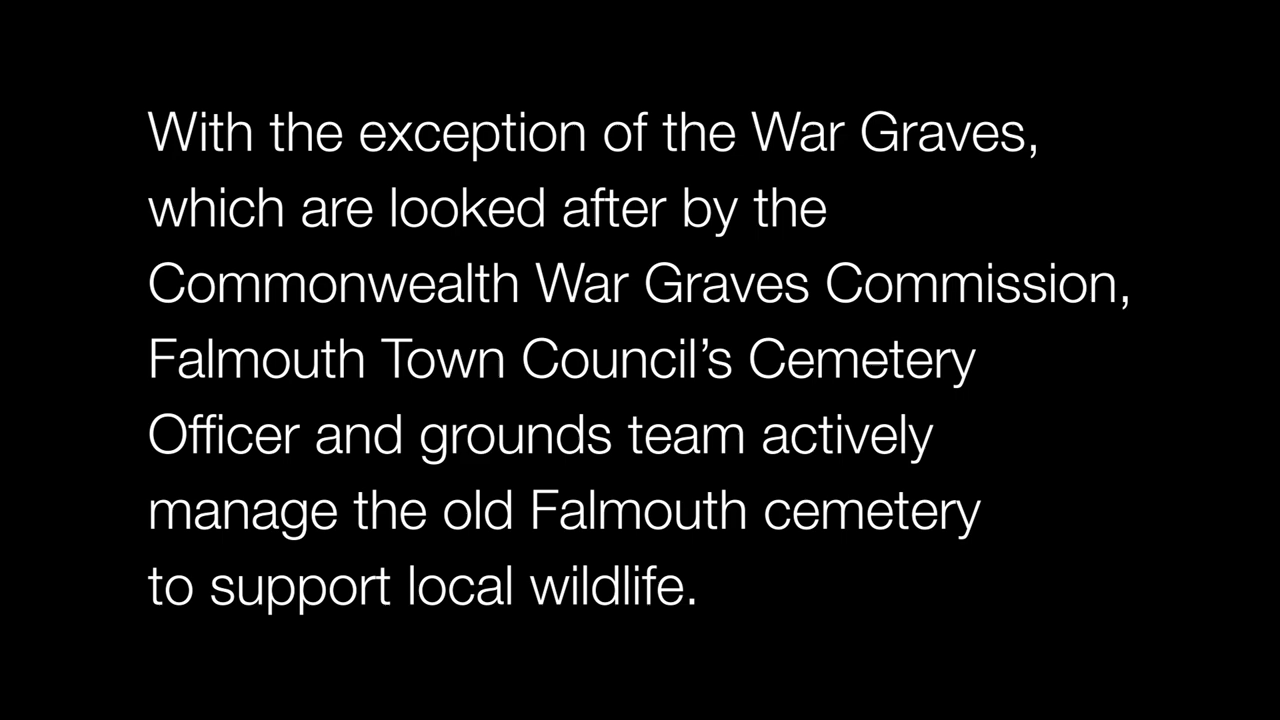 With the exception of the War Graves,
which are looked after by the
Commonwealth War Graves Commission,
Falmouth Town Council’s Cemetery
Officer and grounds team actively
manage the old Falmouth cemetery
to support local wildlife.